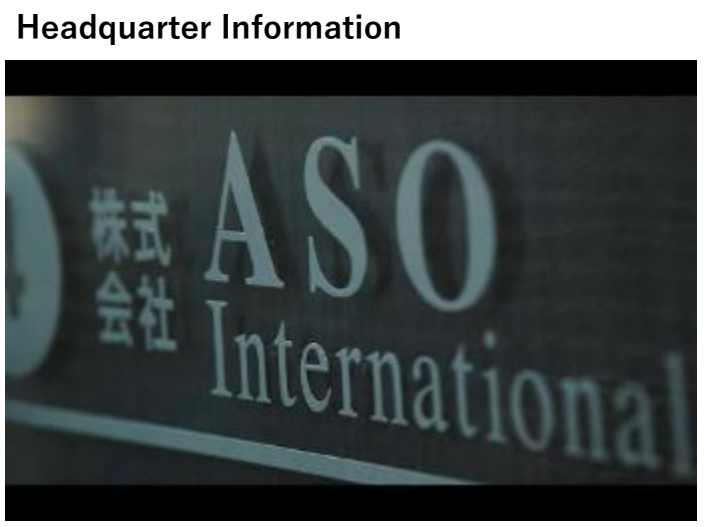 Headquarter Information
株式会社
ASO
International